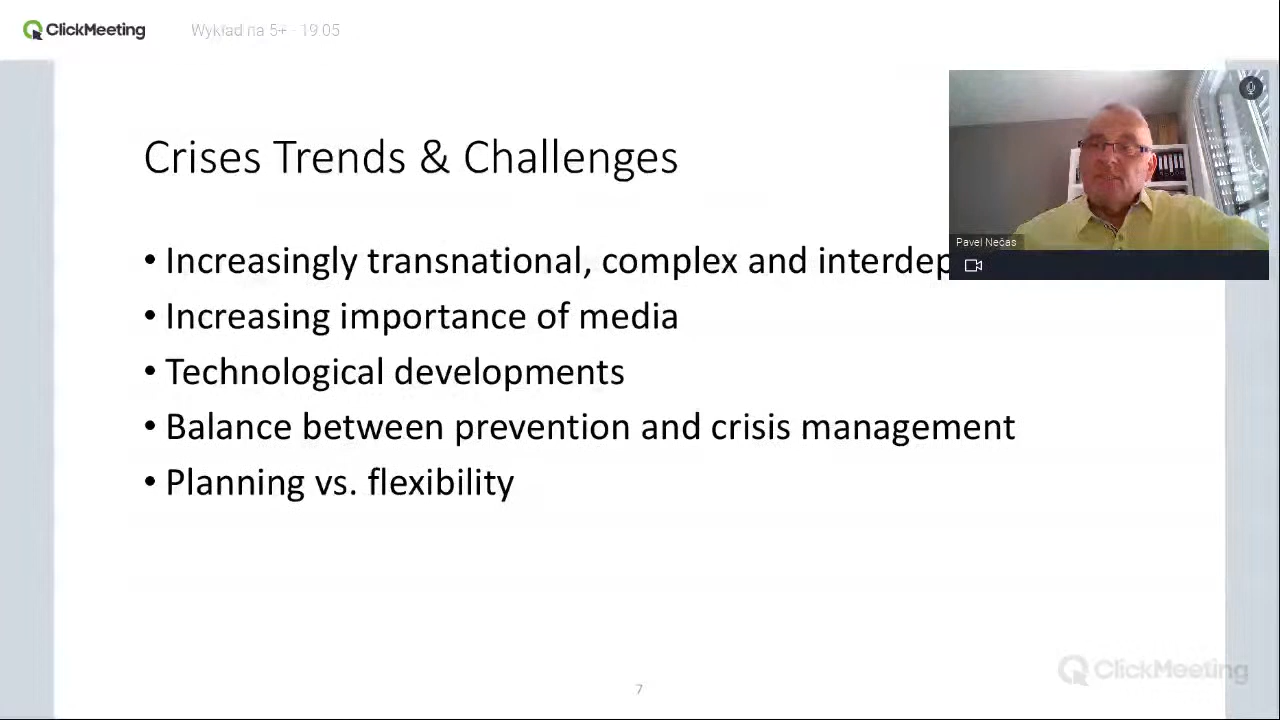 ClickMeeting
Wykład na 5+ - 19.05
Crises Trends & Challenges
Pavel Nečas
• Increasingly transnational, complex and interdep
• Increasing importance of media
• Technological developments
• Balance between prevention and crisis management
• Planning vs. flexibility
ClickMeeting
7